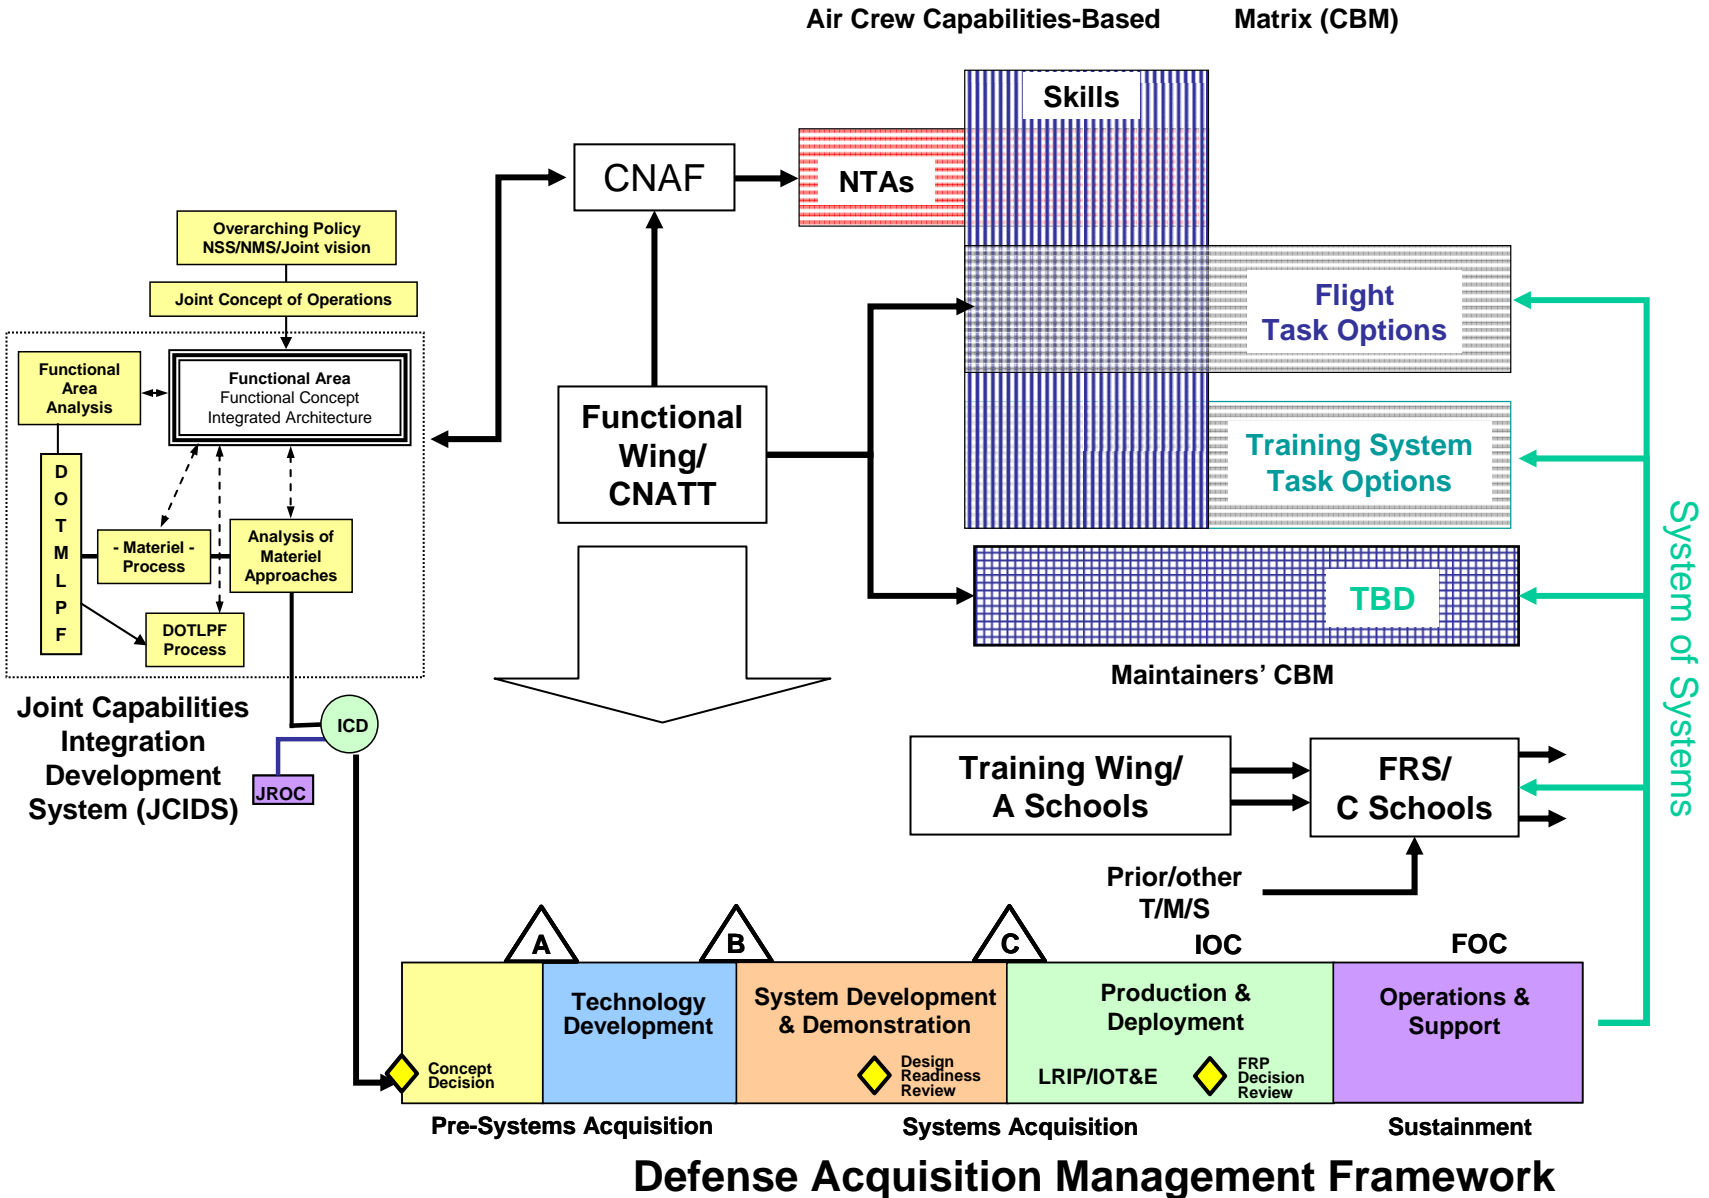 Air Crew Capabilities-Based Matrix (CBM)
Skills
CNAF
NTAs
Overarching Policy
NSS/NMS/Joint vision
Joint Concept of Operations
Flight
Task Options
Functional
Area
Analysis
Functional Area
Functional Concept
Integrated Architecture
Functional
Wing/
CNATT
Training System
Task Options
D
O
T
M
L
P
F
- Materiel -
Process
Analysis of
Materiel
Approaches
DOTLPF
Process
TBD
Maintainers’ CBM
System of Systems
Joint Capabilities
Integration
Development
System (JCIDS)
ICD
JROC
Training Wing/
A Schools
FRS/
C Schools
Prior/other
T/M/S
A
B
C
IOC
FOC
Technology
Development
System Development
& Demonstration
Production &
Deployment
Operations &
Support
Concept
Decision
Design
Readiness
Review
LRIP/IOT&E
FRP
Decision
Review
Pre-Systems Acquisition
Systems Acquisition
Sustainment
Defense Acquisition Management Framework